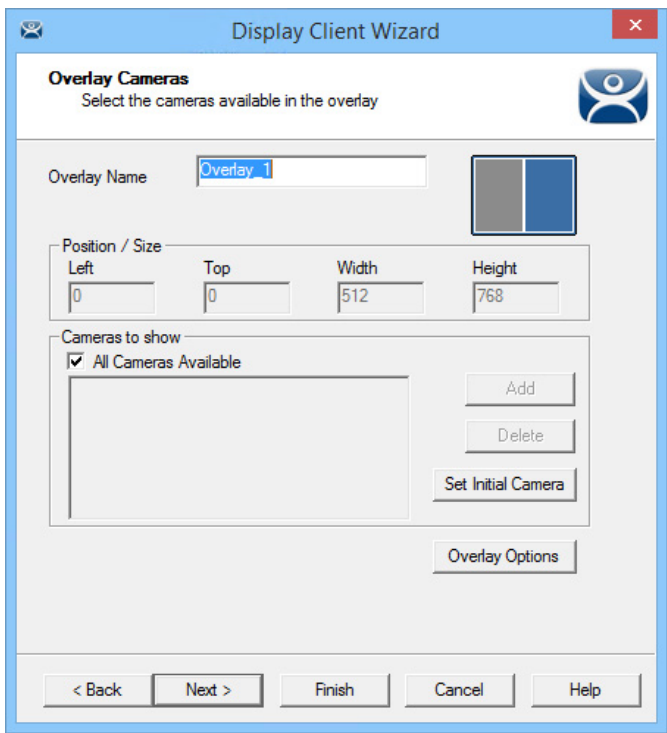 Display Client Wizard
Overlay Cameras
Select the cameras available in the overlay
Overlay Name Overlay_1
Position / Size
Left Top Width Height
0 0 512 768
Cameras to show
All Cameras Available
Add
Delete
Set Initial Camera
Overlay Options
< Back Next > Finish Cancel Help